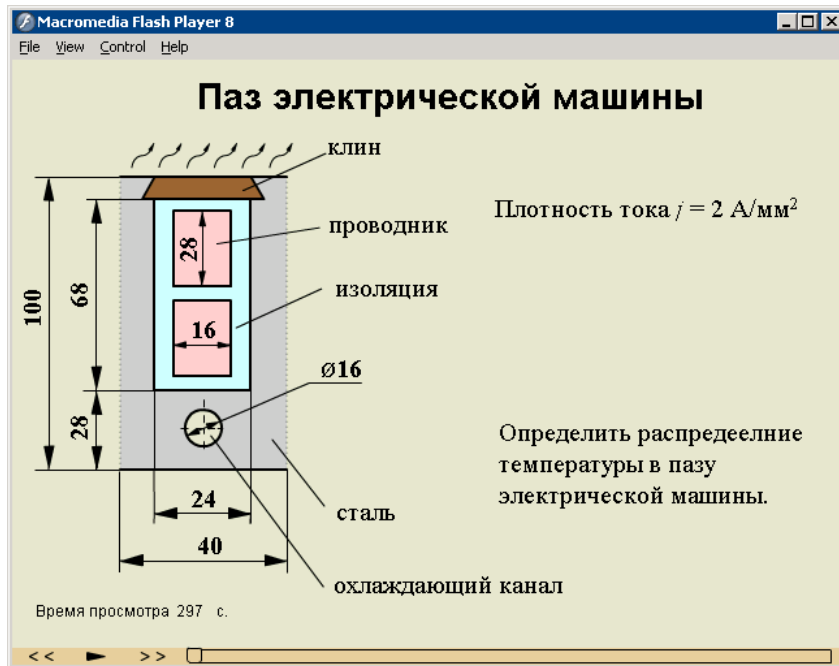 Macromedia Flash Player 8
File View Control Help
Паз электрической машины
клин
Плотность тока j = 2 А/мм²
проводник
28
изоляция
68
100
16
Ø16
28
Определить распредеелние
температуры в пазу
электрической машины.
24
сталь
40
охлаждающий канал
Время просмотра 297 с.
<< >>